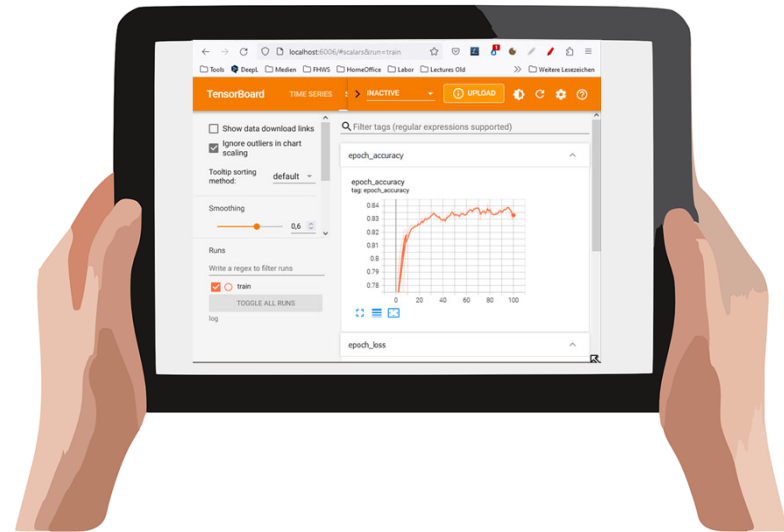 localhost:6006/#scalars&run=train
Tools DeepL Medien FHWS HomeOffice Labor Lectures Old Weitere Lesezeichen
TensorBoard TIME SERIES INACTIVE UPLOAD
Show data download links
Ignore outliers in chart
scaling
Tooltip sorting
method: default
Smoothing
0,6
Runs
Write a regex to filter runs
train
TOGGLE ALL RUNS
log
Filter tags (regular expressions supported)
epoch_accuracy
epoch_accuracy
tag: epoch_accuracy
0.84
0.83
0.82
0.81
0.8
0.79
0.78
0 20 40 60 80 100
epoch_loss